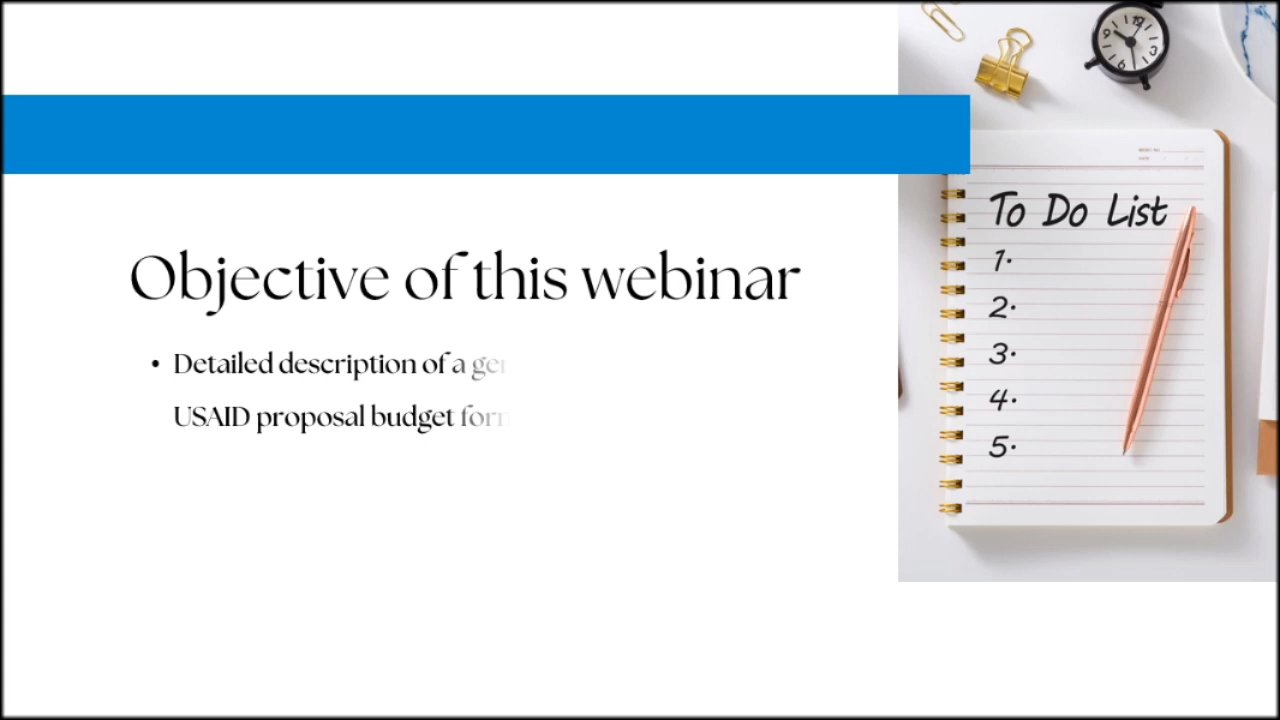 Objective of this webinar
• Detailed description of a
USAID proposal budget
To Do List
1.
2.
3.
4.
5.